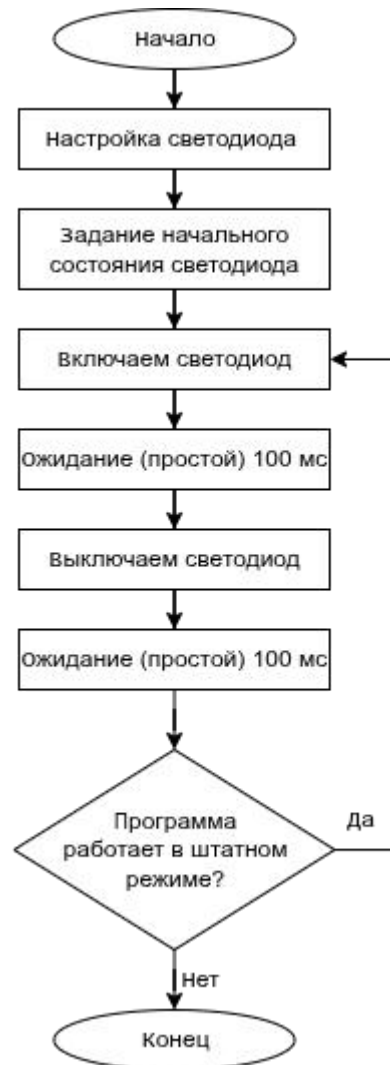 Начало
Настройка светодиода
Задание начального
состояния светодиода
Включаем светодиод
Ожидание (простой) 100 мс
Выключаем светодиод
Ожидание (простой) 100 мс
Программа
работает в штатном
режиме?
Да
Нет
Конец